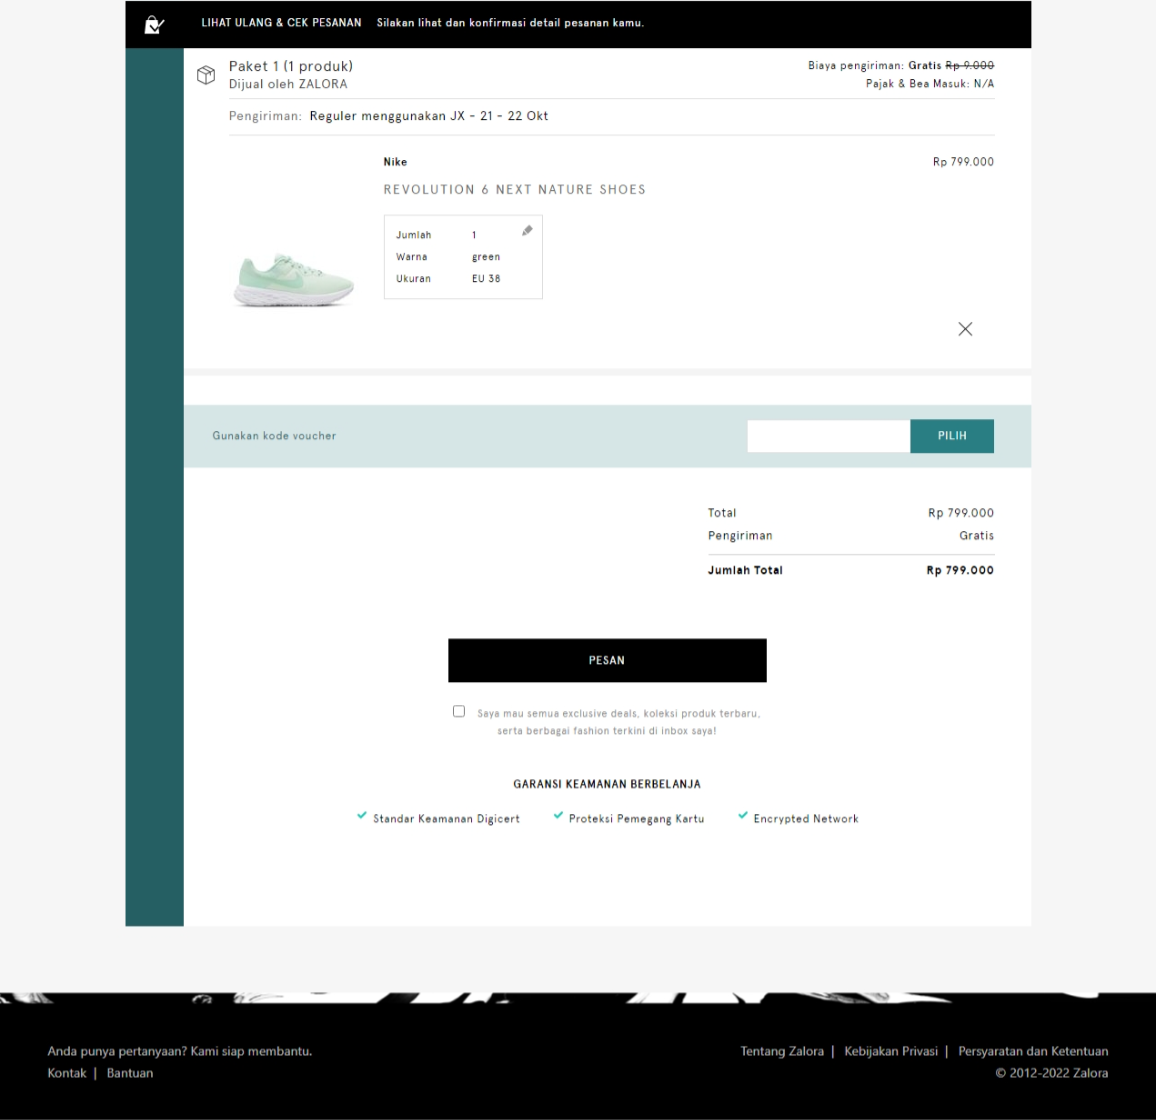 LIHAT ULANG & CEK PESANAN Silakan lihat dan konfirmasi detail pesanan kamu.
Paket 1 (1 produk)
Dijual oleh ZALORA
Biaya pengiriman: Gratis Rp 9.000
Pajak & Bea Masuk: N/A
Pengiriman: Reguler menggunakan JX - 21 - 22 Okt
Nike Rp 799.000
REVOLUTION 6 NEXT NATURE SHOES
Jumlah 1
Warna green
Ukuran EU 38
Gunakan kode voucher PILIH
Total Rp 799.000
Pengiriman Gratis
Jumlah Total Rp 799.000
PESAN
Saya mau semua exclusive deals, koleksi produk terbaru,
serta berbagai fashion terkini di inbox saya!
GARANSI KEAMANAN BERBELANJA
Standar Keamanan Digicert Proteksi Pemegang Kartu Encrypted Network
Anda punya pertanyaan? Kami siap membantu.
Kontak | Bantuan
Tentang Zalora | Kebijakan Privasi | Persyaratan dan Ketentuan
© 2012-2022 Zalora